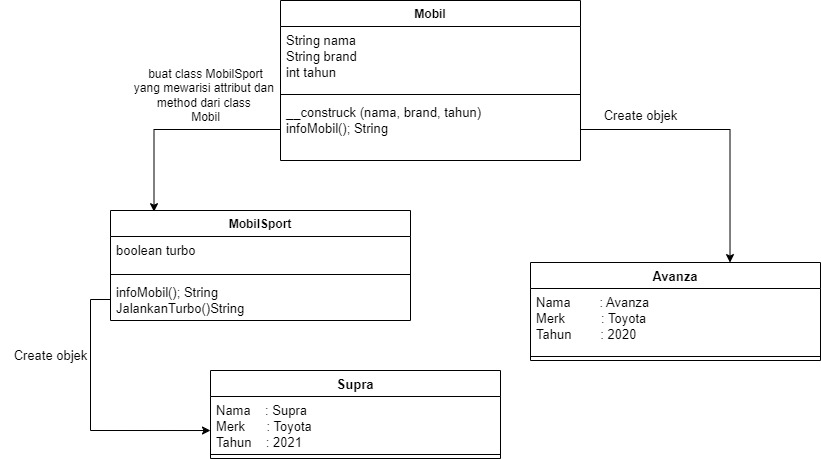 Mobil
String nama
String brand
int tahun
__construck (nama, brand, tahun)
infoMobil(); String
buat class MobilSport
yang mewarisi attribut dan
method dari class
Mobil
Create objek
MobilSport
boolean turbo
infoMobil(); String
JalankanTurbo()String
Avanza
Nama : Avanza
Merk : Toyota
Tahun : 2020
Create objek
Supra
Nama : Supra
Merk : Toyota
Tahun : 2021